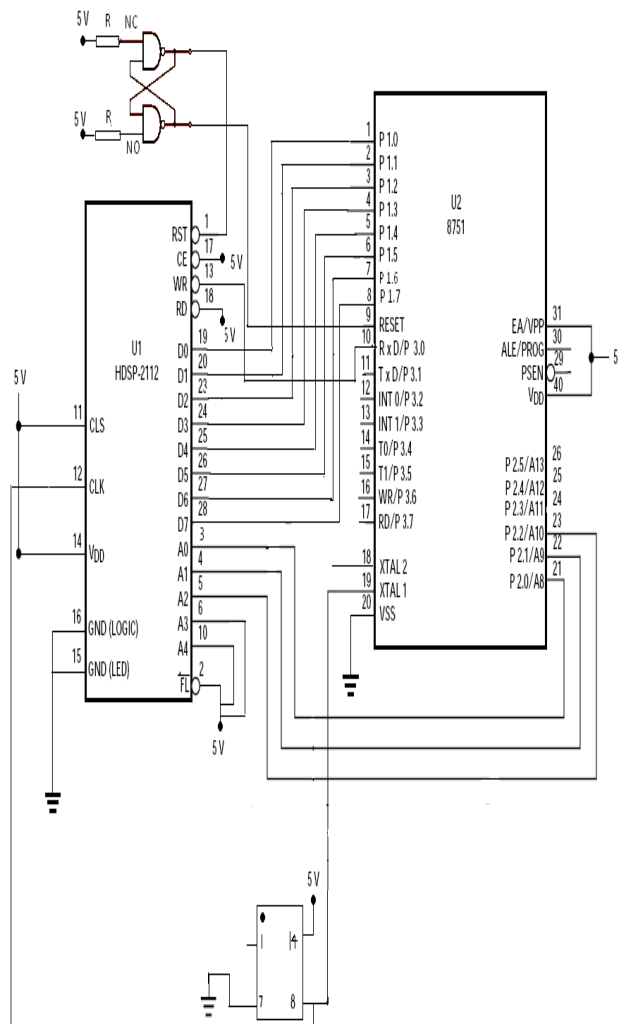 5 V R NC
5 V R
NO
U2
8751
1 P 1.0
2 P 1.1
3 P 1.2
4 P 1.3
5 P 1.4
6 P 1.5
7 P 1.6
8 P 1.7
9 RESET
10 R x D/P 3.0
11 T x D/P 3.1
12 INT 0/P 3.2
13 INT 1/P 3.3
14 T0/P 3.4
15 T1/P 3.5
16 WR/P 3.6
17 RD/P 3.7
18 XTAL 2
19 XTAL 1
20 VSS
EA/VPP 31
ALE/PROG 30
PSEN 29
VDD 40
5
P 2.5/A13 26
P 2.4/A12 25
P 2.3/A11 24
P 2.2/A10 23
P 2.1/A9 22
P 2.0/A8 21
U1
HDSP-2112
RST 1
CE 17 5 V
WR 13
RD 18
5 V
D0 19
D1 20
D2 23
D3 24
D4 25
D5 26
D6 27
D7 28
A0 3
A1 4
A2 5
A3 6
A4 10
FL 2
5 V
5 V
11 CLS
12 CLK
14 VDD
16 GND (LOGIC)
15 GND (LED)
5 V
1 14
7 8